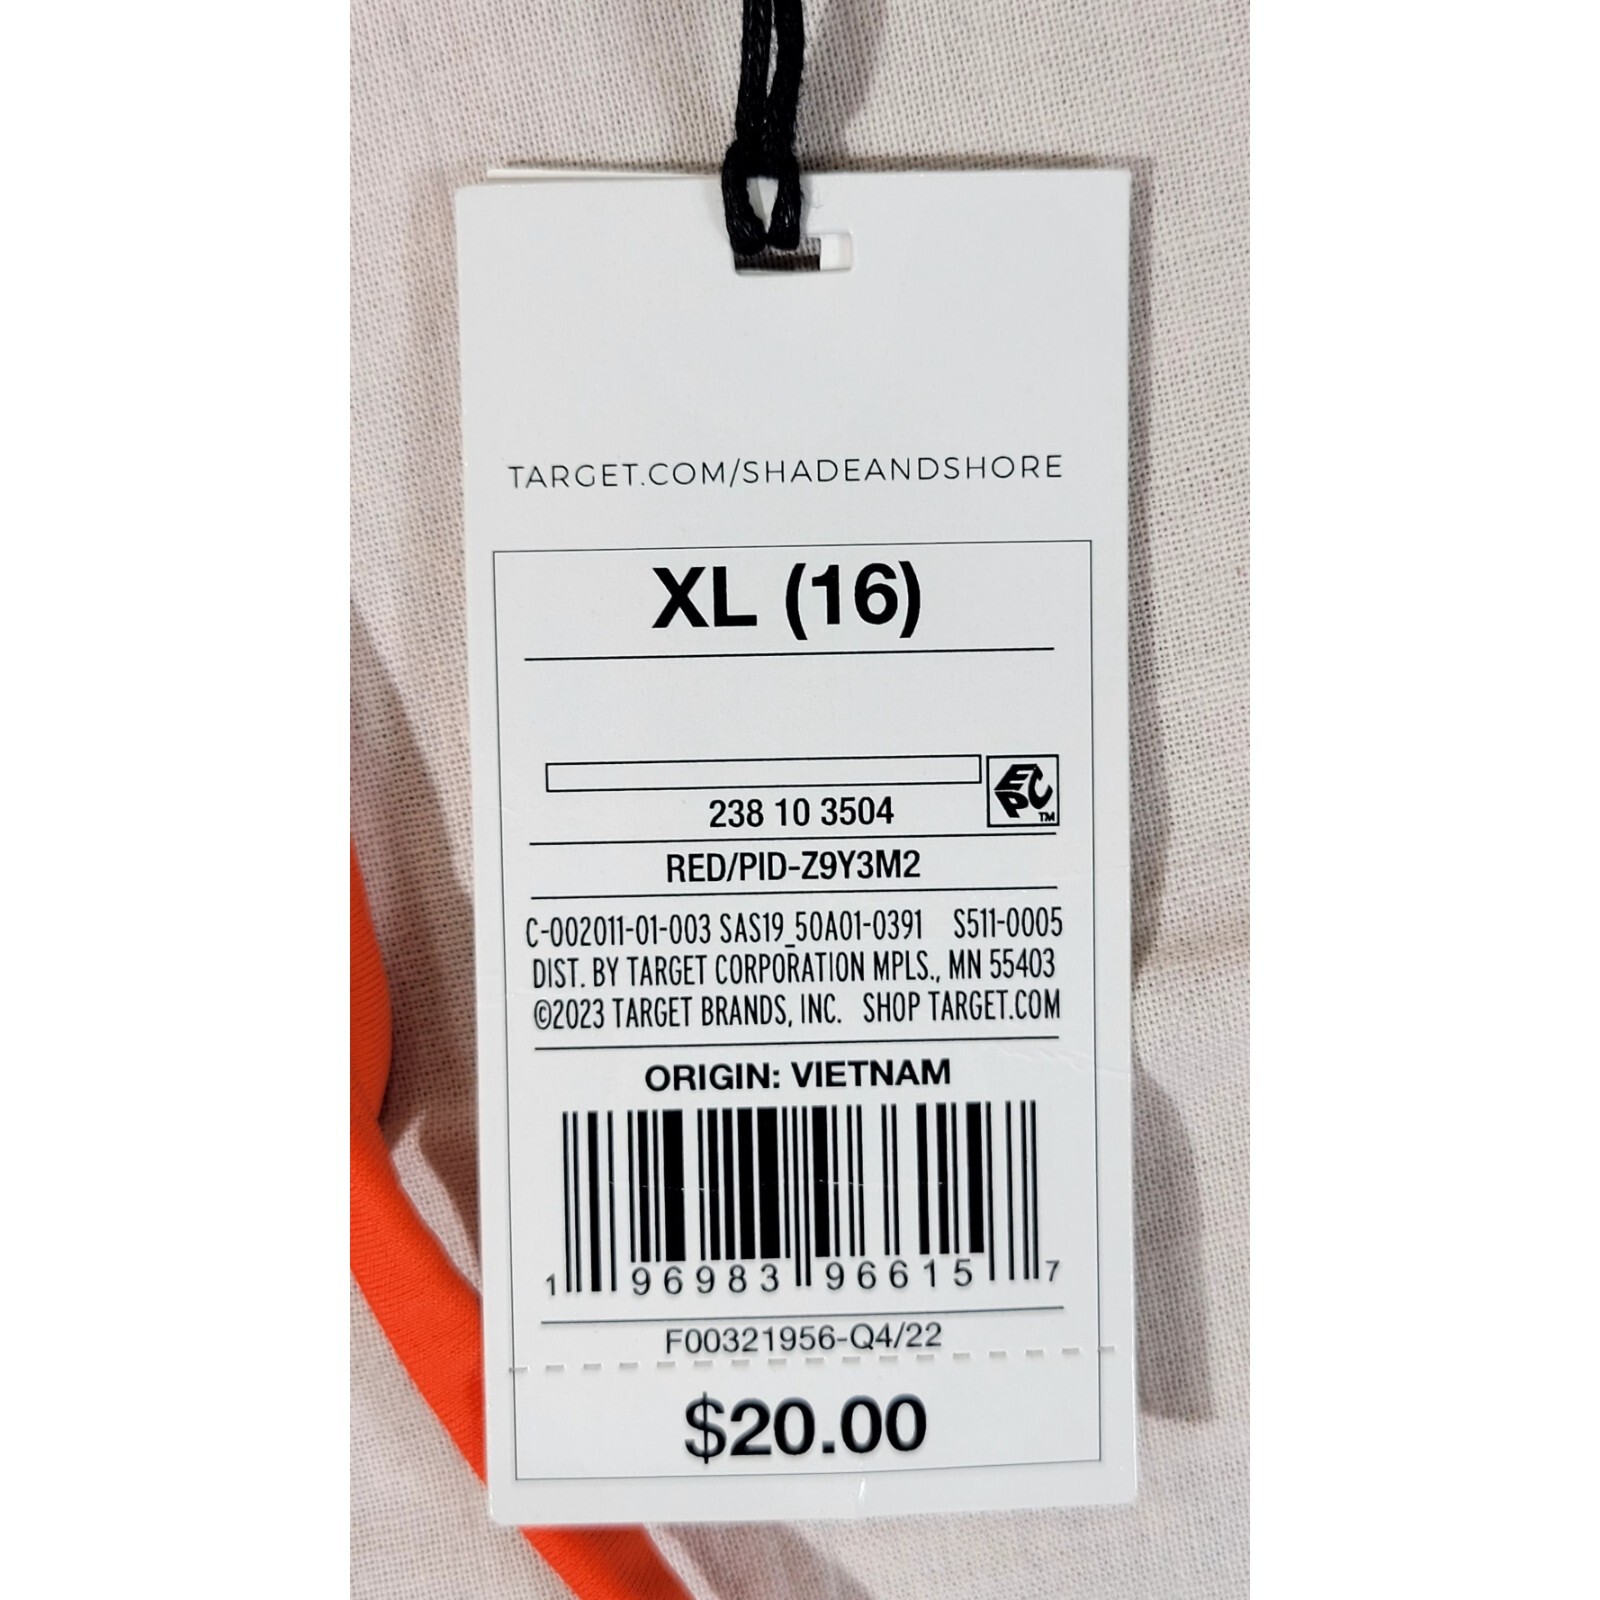 TARGET.COM/SHADEANDSHORE
XL (16)
EPC™
238 10 3504
RED/PID-Z9Y3M2
C-002011-01-003 SAS19_50A01-0391 S511-0005
DIST. BY TARGET CORPORATION MPLS., MN 55403
©2023 TARGET BRANDS, INC. SHOP TARGET.COM
ORIGIN: VIETNAM
1 96983 96615 7
F00321956-Q4/22
$20.00